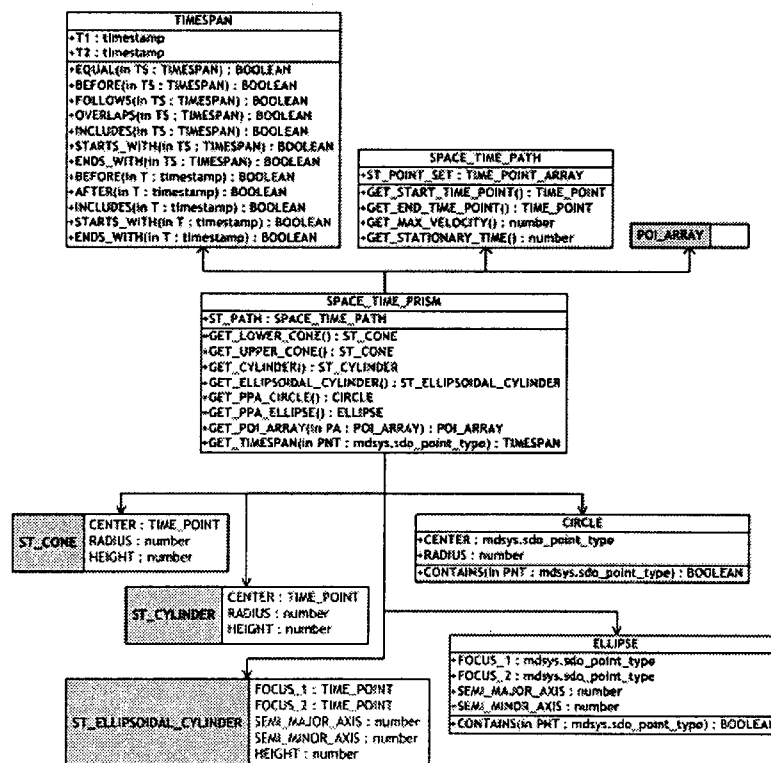 TIMESPAN
+T1 : timestamp
+T2 : timestamp
+EQUAL(in TS : TIMESPAN) : BOOLEAN
+BEFORE(in TS : TIMESPAN) : BOOLEAN
+FOLLOWS(in TS : TIMESPAN) : BOOLEAN
+OVERLAPS(in TS : TIMESPAN) : BOOLEAN
+INCLUDES(in TS : TIMESPAN) : BOOLEAN
+STARTS_WITH(in TS : TIMESPAN) : BOOLEAN
+ENDS_WITH(in TS : TIMESPAN) : BOOLEAN
+BEFORE(in T : timestamp) : BOOLEAN
+AFTER(in T : timestamp) : BOOLEAN
+INCLUDES(in T : timestamp) : BOOLEAN
+STARTS_WITH(in T : timestamp) : BOOLEAN
+ENDS_WITH(in T : timestamp) : BOOLEAN
SPACE_TIME_PATH
+ST_POINT_SET : TIME_POINT_ARRAY
+GET_START_TIME_POINT() : TIME_POINT
+GET_END_TIME_POINT() : TIME_POINT
+GET_MAX_VELOCITY() : number
+GET_STATIONARY_TIME() : number
POI_ARRAY
SPACE_TIME_PRISM
+ST_PATH : SPACE_TIME_PATH
+GET_LOWER_CONE() : ST_CONE
+GET_UPPER_CONE() : ST_CONE
+GET_CYLINDER() : ST_CYLINDER
+GET_ELLIPSOIDAL_CYLINDER() : ST_ELLIPSOIDAL_CYLINDER
+GET_PPA_CIRCLE() : CIRCLE
+GET_PPA_ELLIPSE() : ELLIPSE
+GET_POI_ARRAY(in PA : POI_ARRAY) : POI_ARRAY
+GET_TIMESPAN(in PNT : mdsys.sdo_point_type) : TIMESPAN
ST_CONE
CENTER : TIME_POINT
RADIUS : number
HEIGHT : number
CIRCLE
+CENTER : mdsys.sdo_point_type
+RADIUS : number
+CONTAINS(in PNT : mdsys.sdo_point_type) : BOOLEAN
ST_CYLINDER
CENTER : TIME_POINT
RADIUS : number
HEIGHT : number
ELLIPSE
+FOCUS_1 : mdsys.sdo_point_type
+FOCUS_2 : mdsys.sdo_point_type
+SEMI_MAJOR_AXIS : number
+SEMI_MINOR_AXIS : number
+CONTAINS(in PNT : mdsys.sdo_point_type) : BOOLEAN
ST_ELLIPSOIDAL_CYLINDER
FOCUS_1 : TIME_POINT
FOCUS_2 : TIME_POINT
SEMI_MAJOR_AXIS : number
SEMI_MINOR_AXIS : number
HEIGHT : number